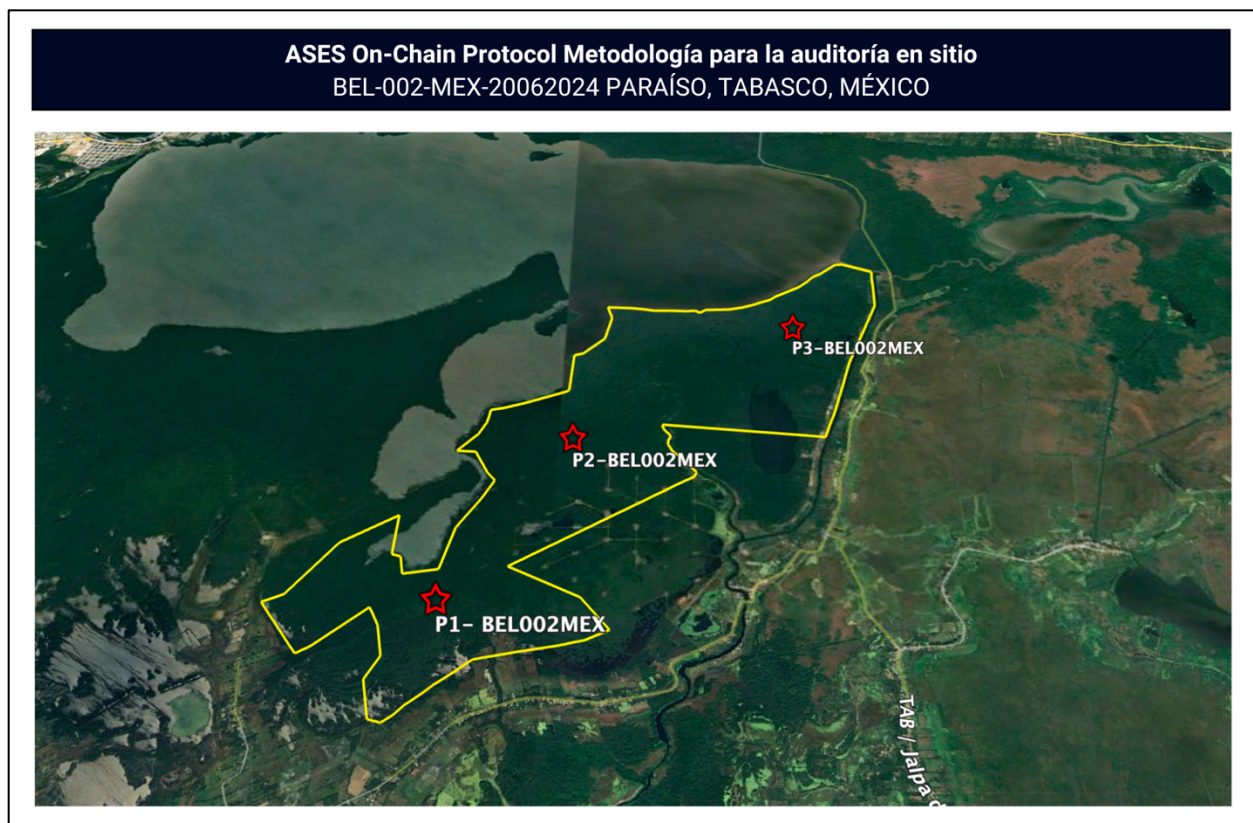 ASES On-Chain Protocol Metodología para la auditoría en sitio
BEL-002-MEX-20062024 PARAÍSO, TABASCO, MÉXICO
P3-BEL002MEX
P2-BEL002MEX
P1- BEL002MEX
TAB / Jalpa d